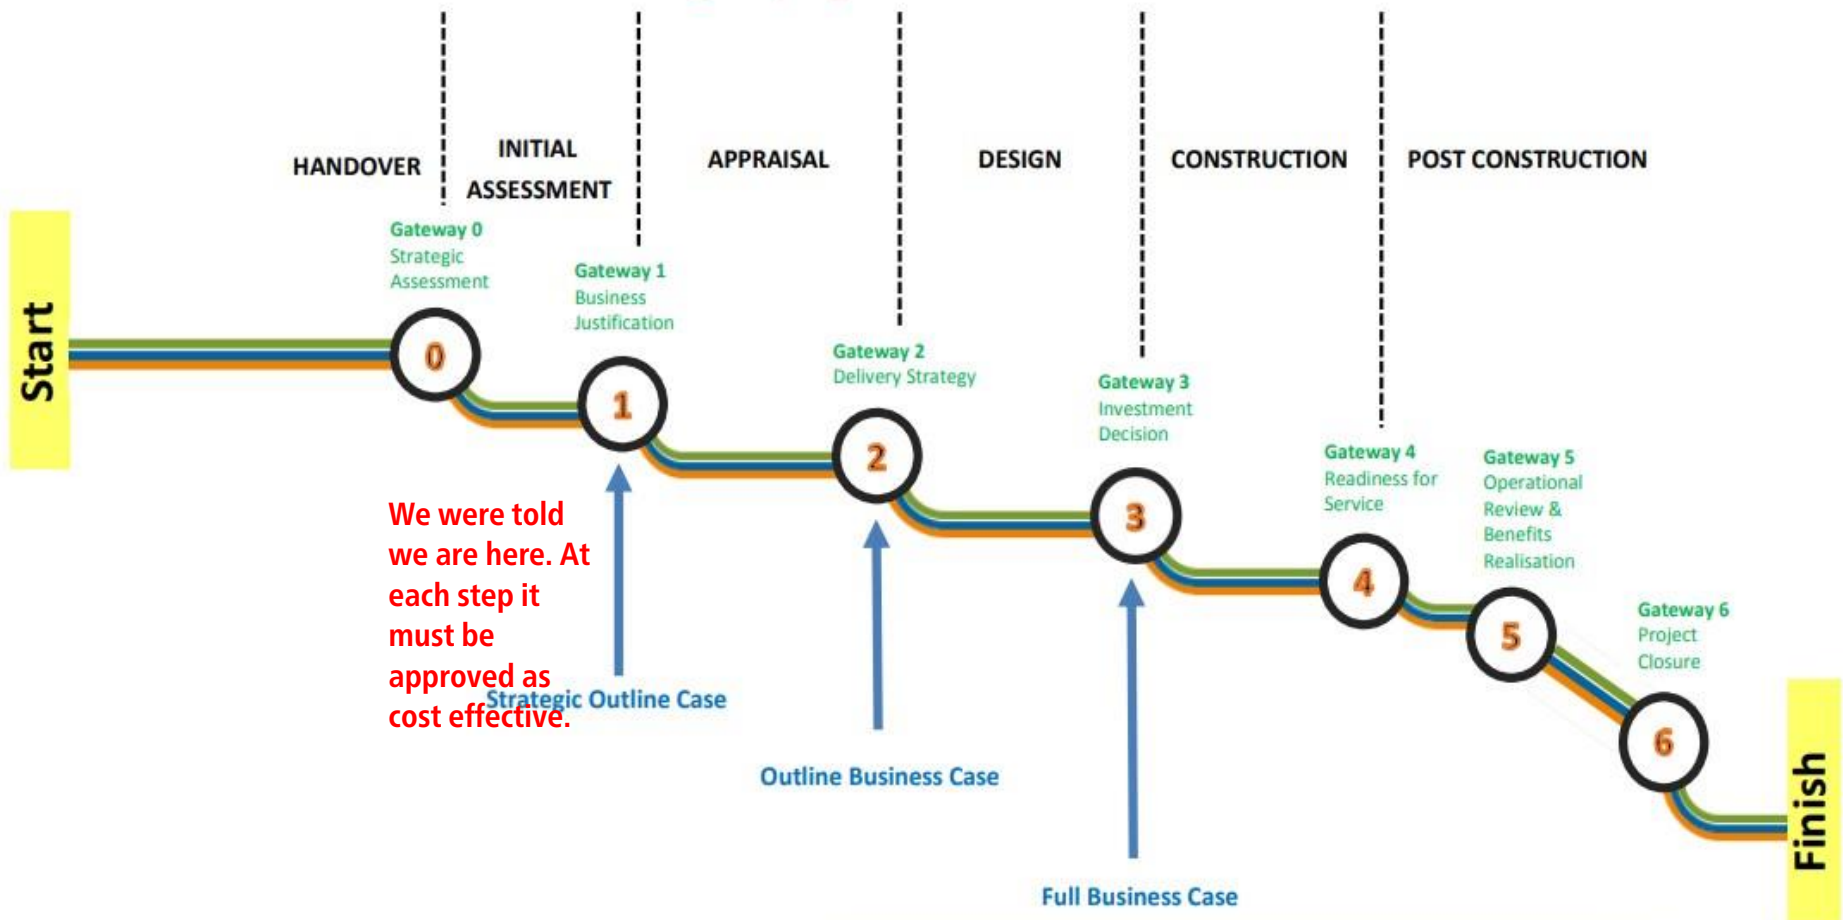 HANDOVER
INITIAL
ASSESSMENT
APPRAISAL
DESIGN
CONSTRUCTION
POST CONSTRUCTION
Start
Gateway 0
Strategic
Assessment
0
Gateway 1
Business
Justification
1
Gateway 2
Delivery Strategy
2
Gateway 3
Investment
Decision
3
Gateway 4
Readiness for
Service
4
Gateway 5
Operational
Review &
Benefits
Realisation
5
Gateway 6
Project
Closure
6
We were told
we are here. At
each step it
must be
approved as
cost effective.
Strategic Outline Case
Outline Business Case
Full Business Case
Finish